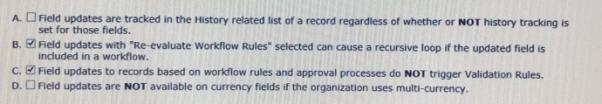 A. Field updates are tracked in the History related list of a record regardless of whether or NOT history tracking is
set for those fields.
B. Field updates with "Re-evaluate Workflow Rules" selected can cause a recursive loop if the updated field is
included in a workflow.
C. Field updates to records based on workflow rules and approval processes do NOT trigger Validation Rules.
D. Field updates are NOT available on currency fields if the organization uses multi-currency.